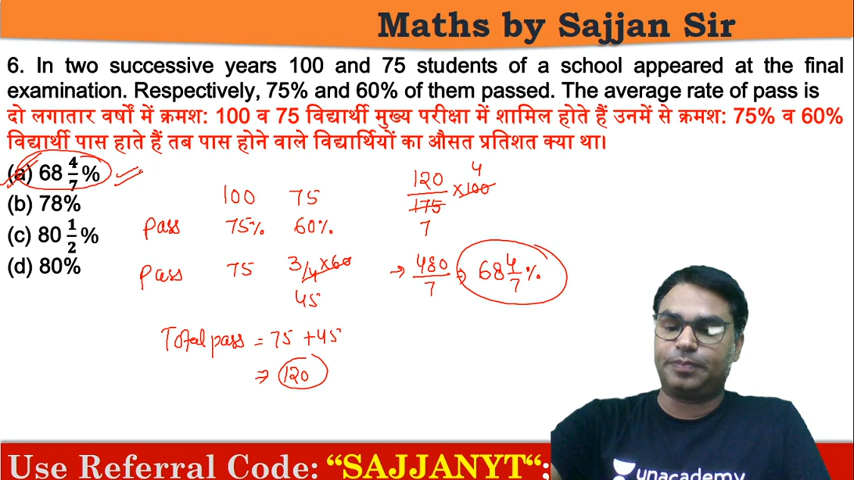 Maths by Sajjan Sir
6. In two successive years 100 and 75 students of a school appeared at the final
examination. Respectively, 75% and 60% of them passed. The average rate of pass is
दो लगातार वर्षों में क्रमश: 100 व 75 विद्यार्थी मुख्य परीक्षा में शामिल होते हैं उनमें से क्रमश: 75% व 60%
विद्यार्थी पास हाते हैं तब पास होने वाले विद्यार्थियों का औसत प्रतिशत क्या था।
(a) 68 4/7 %
(b) 78%
(c) 80 1/2 %
(d) 80%
100 75
Pass 75% 60%
Pass 75 3/4 × 60
45
Total pass = 75 + 45
⇒ 120
120/175 × 100 4
7
→ 480/7 ⇒ 68 4/7 %
Use Referral Code: “SAJJANYT“;
unacademy